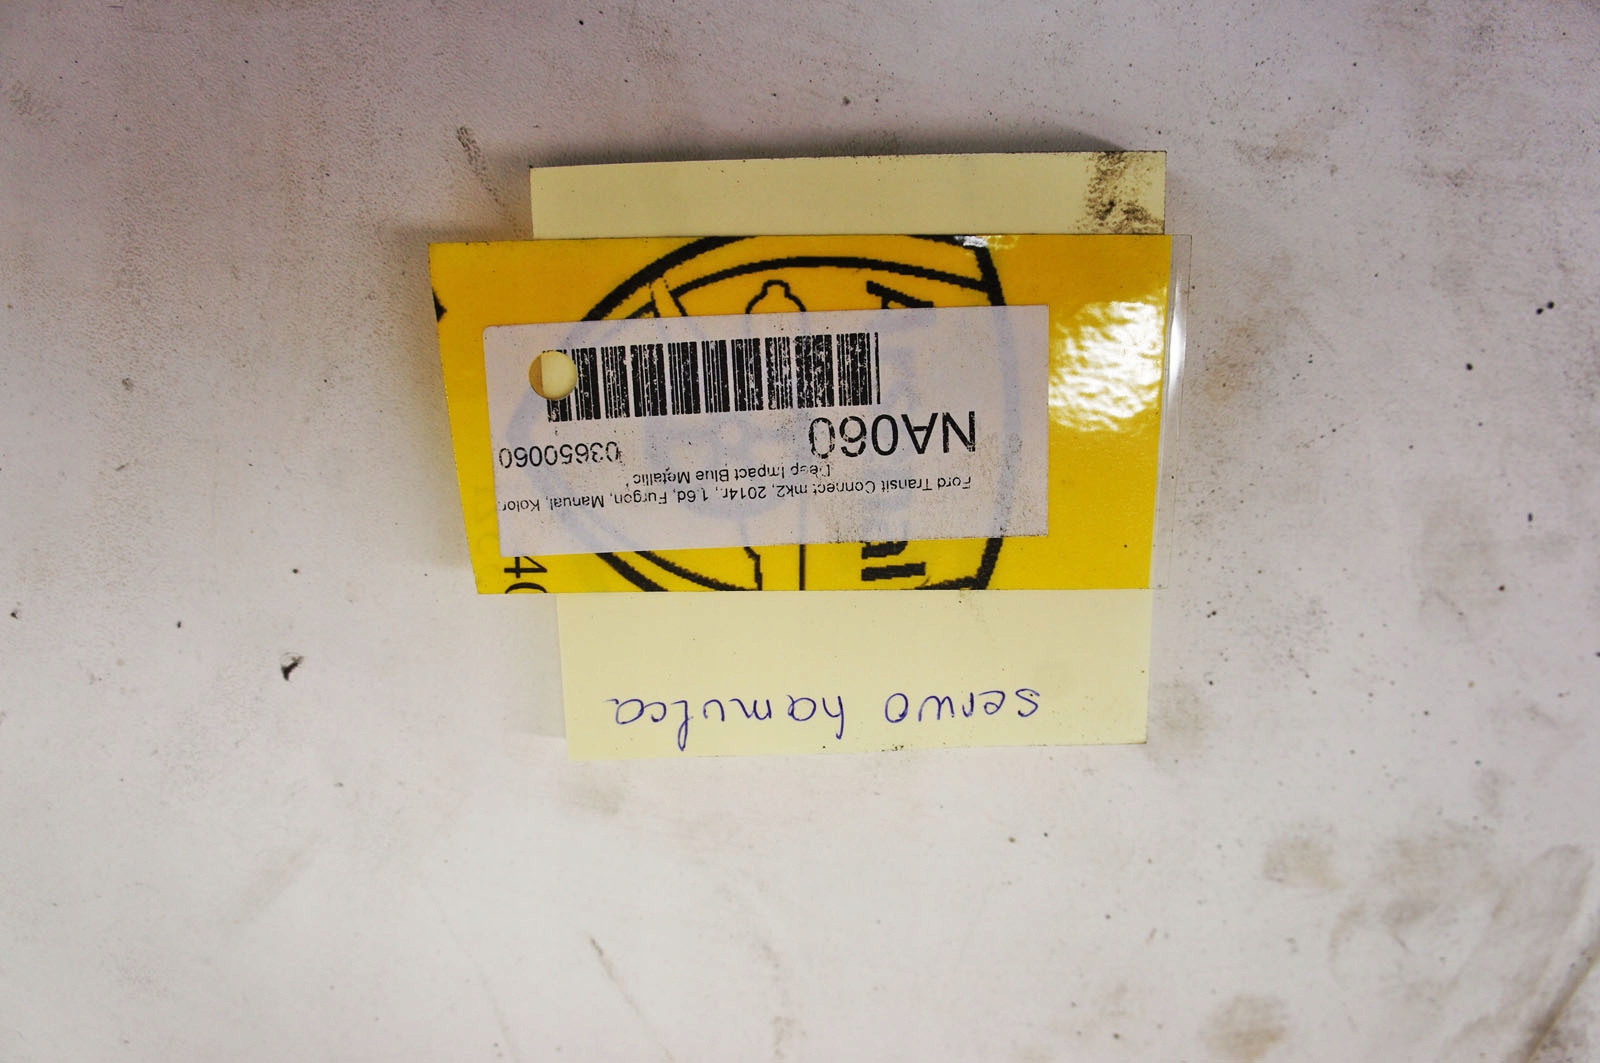 serwo hamulca
Ford Transit Connect mk2, 2014r., 1.6d, Furgon, Manual, Kolor:
Deep Impact Blue Metallic
NA060
03650060